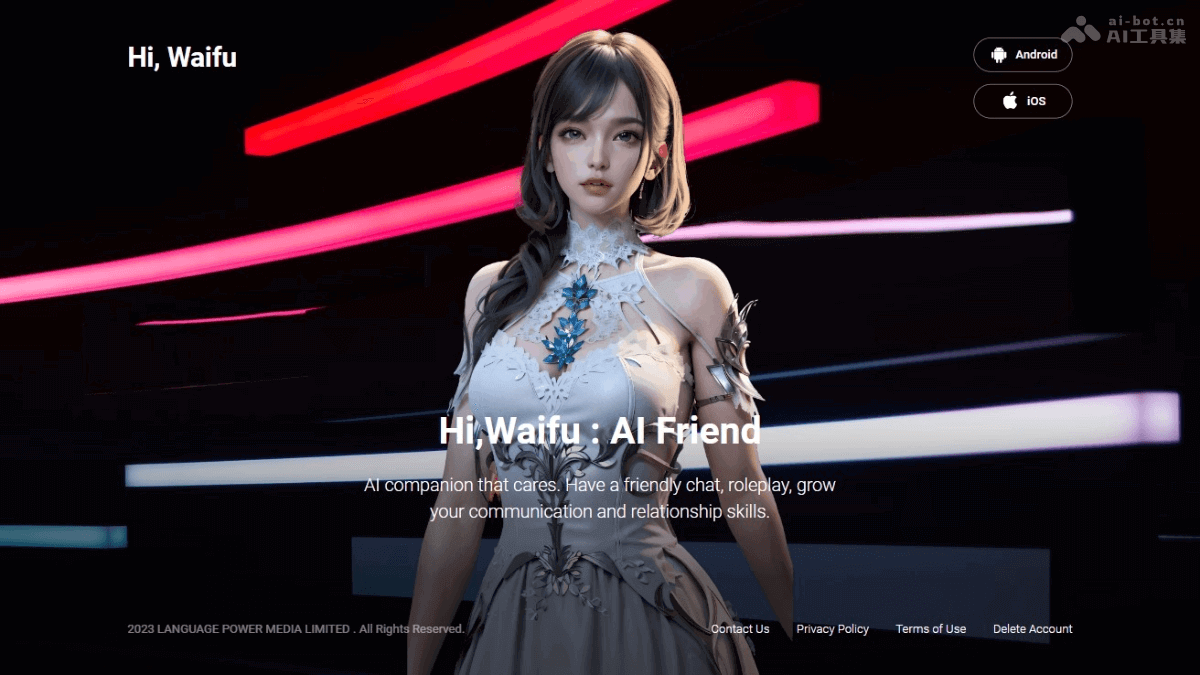 Hi, Waifu
ai-bot.cn
AI工具集
Android
iOS
Hi,Waifu : AI Friend
AI companion that cares. Have a friendly chat, roleplay, grow
your communication and relationship skills.
2023 LANGUAGE POWER MEDIA LIMITED . All Rights Reserved.
Contact Us
Privacy Policy
Terms of Use
Delete Account